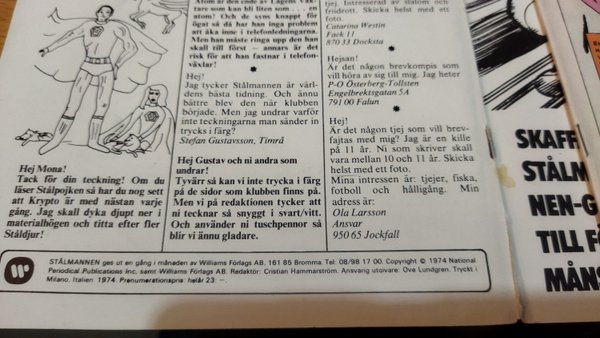 Hej Mona!
Tack för din teckning! Om du
läser Stålpojken så har du nog sett
att Krypto är med nästan varje
gång. Jag skall dyka djupt ner i
materialhögen och titta efter fler
Ståldjur!
Atom är den ende av Lagens Väk-
tare som kan bli liten som . . . en
atom! Och de syns knappt för
ögat så då har han inga problem
att åka inne i telefonledningarna.
Men han måste ringa upp den han
skall till först – annars är det
risk för att han fastnar i telefon-
växlar!
Hej!
Jag tycker Stålmannen är värl-
dens bästa tidning. Och ännu
bättre blev den när klubben
började. Men jag undrar varför
inte teckningarna man sänder in
trycks i färg?
Stefan Gustavsson, Timrå
Hej Gustav och ni andra som
undrar!
Tyvärr så kan vi inte trycka i färg
på de sidor som klubben finns på.
Men vi på redaktionen tycker att
ni tecknar så snyggt i svart/vitt.
Och använder ni tuschpennor så
blir vi ännu gladare.
tjej. Intresserad av slalom och
friidrott. Skicka helst med ett
foto.
Catarina Westin
Fack 11
870 33 Docksta
Hejsan!
Är det någon brevkompis som
vill höra av sig till mig. Jag heter
P-O Österberg-Tollsten
Engelbrektsgatan 5A
791 00 Falun
Hej!
Är det någon tjej som vill brev-
fajtas med mig? Jag är en kille
på 11 år. Ni som skriver skall
vara mellan 10 och 11 år. Skicka
helst med ett foto.
Mina intressen är: tjejer, fiska,
fotboll och hålligång. Min
adress är:
Ola Larsson
Ansvar
950 65 Jockfall
STÅLMANNEN ges ut en gång i månaden av Williams Förlags AB, 161 85 Bromma. Tel: 08/98 17 00. Copyright © 1974 National
Periodical Publications Inc. samt Williams Förlags AB. Redaktör: Cristian Hammarström. Ansvarig utgivare: Ove Lundgren. Tryckt i
Milano, Italien 1974. Prenumerationspris helår 23:–.
SKAFF
STÅLM
NEN-G
TILL FÖ
MÅNS